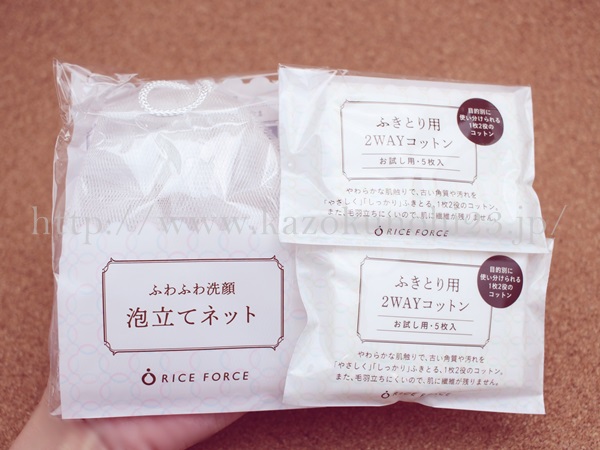 ふわふわ洗顔
泡立てネット
RICE FORCE
ふきとり用
2WAYコットン
お試し用・5枚入
目的別に
使い分けられる
1枚2役の
コットン
やわらかな肌触りで、古い角質や汚れを
「やさしく」「しっかり」ふきとる、1枚2役のコットン。
また、毛羽立ちにくいので、肌に繊維が残りません。
RICE FORCE
ふきとり用
2WAYコットン
お試し用・5枚入
目的別に
使い分けられる
1枚2役の
コットン
やわらかな肌触りで、古い角質や汚れを
「やさしく」「しっかり」ふきとる、1枚2役のコットン。
また、毛羽立ちにくいので、肌に繊維が残りません。
RICE FORCE